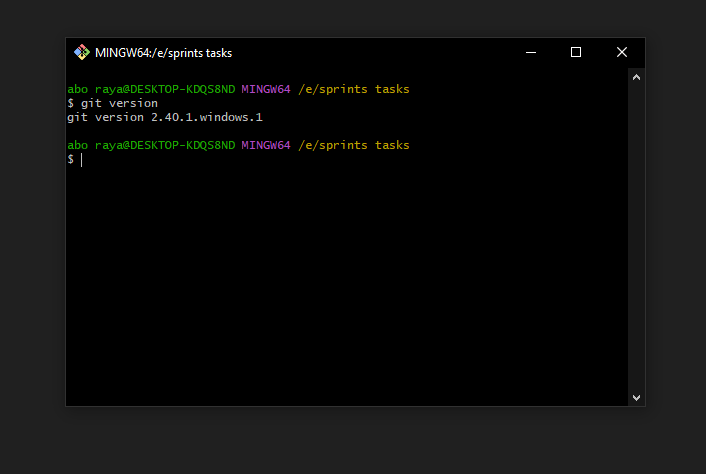 MINGW64:/e/sprints tasks
abo raya@DESKTOP-KDQS8ND MINGW64 /e/sprints tasks
$ git version
git version 2.40.1.windows.1
abo raya@DESKTOP-KDQS8ND MINGW64 /e/sprints tasks
$